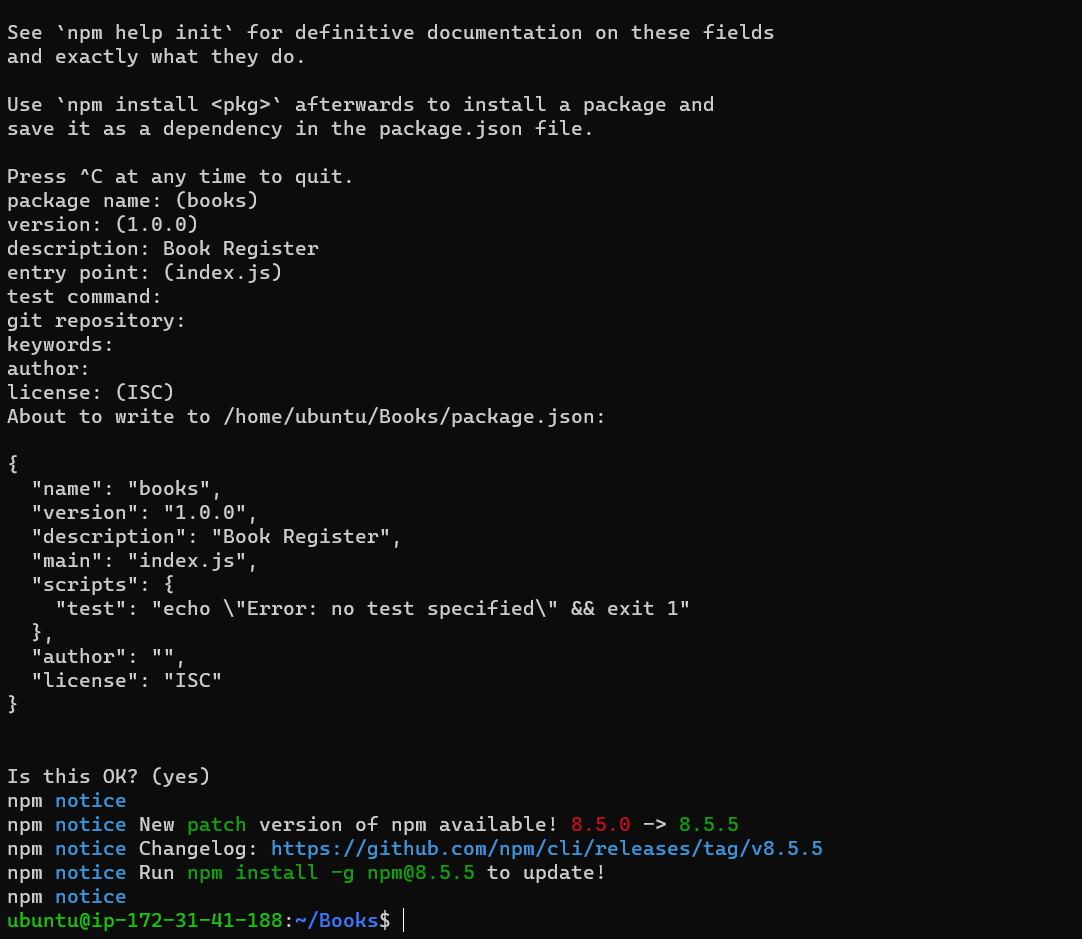 See `npm help init` for definitive documentation on these fields
and exactly what they do.
Use `npm install <pkg>` afterwards to install a package and
save it as a dependency in the package.json file.
Press ^C at any time to quit.
package name: (books)
version: (1.0.0)
description: Book Register
entry point: (index.js)
test command:
git repository:
keywords:
author:
license: (ISC)
About to write to /home/ubuntu/Books/package.json:
{
  "name": "books",
  "version": "1.0.0",
  "description": "Book Register",
  "main": "index.js",
  "scripts": {
    "test": "echo \"Error: no test specified\" && exit 1"
  },
  "author": "",
  "license": "ISC"
}
Is this OK? (yes)
npm notice
npm notice New patch version of npm available! 8.5.0 -> 8.5.5
npm notice Changelog: https://github.com/npm/cli/releases/tag/v8.5.5
npm notice Run npm install -g npm@8.5.5 to update!
npm notice
ubuntu@ip-172-31-41-188:~/Books$